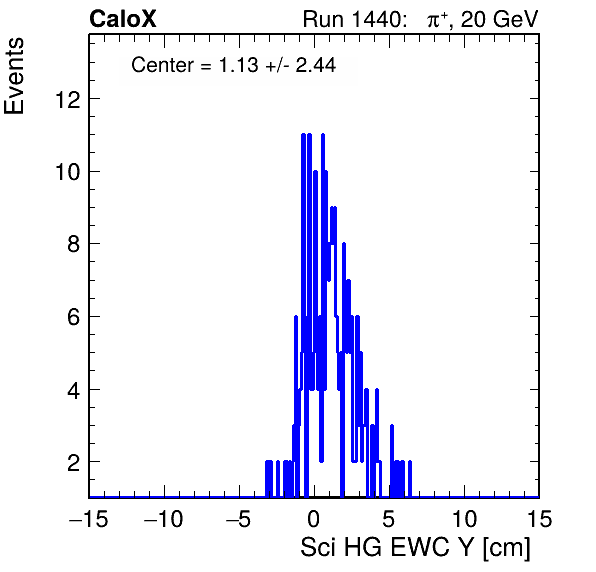 CaloX Run 1440: π⁺, 20 GeV
Center = 1.13 +/- 2.44
Events
12
10
8
6
4
2
−15 −10 −5 0 5 10 15
Sci HG EWC Y [cm]